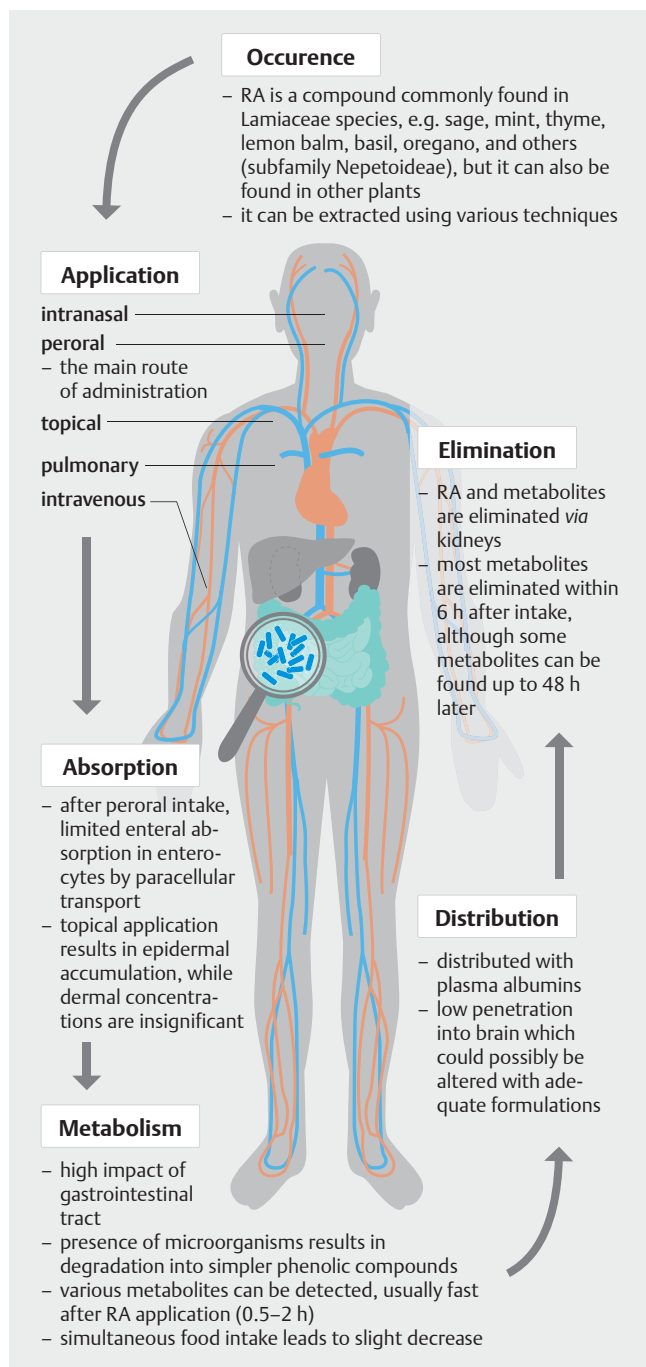 Occurence
– RA is a compound commonly found in
Lamiaceae species, e.g. sage, mint, thyme,
lemon balm, basil, oregano, and others
(subfamily Nepetoideae), but it can also be
found in other plants
– it can be extracted using various techniques
Application
intranasal
peroral
– the main route
of administration
topical
pulmonary
intravenous
Absorption
– after peroral intake,
limited enteral ab-
sorption in entero-
cytes by paracellular
transport
– topical application
results in epidermal
accumulation, while
dermal concentra-
tions are insignificant
Metabolism
– high impact of
gastrointestinal
tract
– presence of microorganisms results in
degradation into simpler phenolic compounds
– various metabolites can be detected, usually fast
after RA application (0.5–2 h)
– simultaneous food intake leads to slight decrease
Distribution
– distributed with
plasma albumins
– low penetration
into brain which
could possibly be
altered with ade-
quate formulations
Elimination
– RA and metabolites
are eliminated via
kidneys
– most metabolites
are eliminated within
6 h after intake,
although some
metabolites can be
found up to 48 h
later